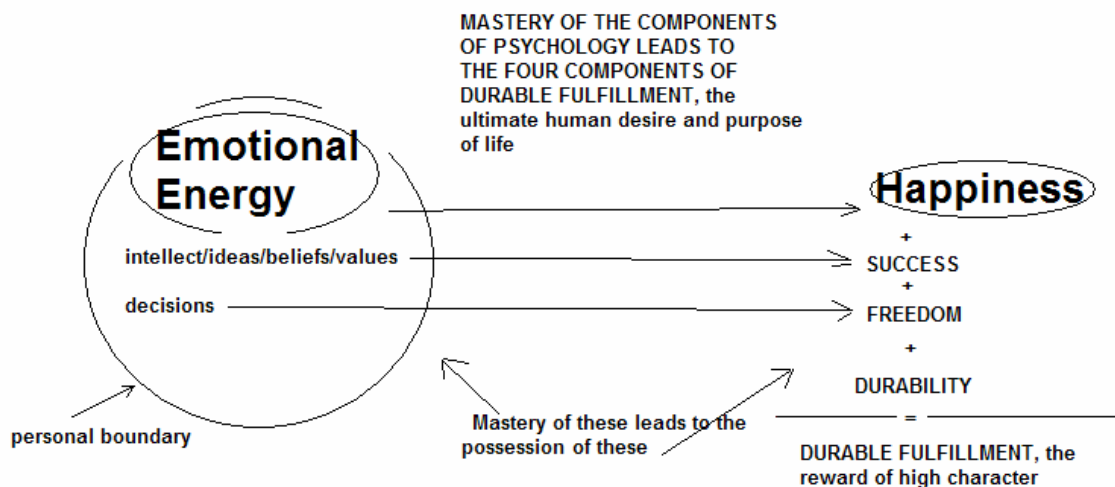 MASTERY OF THE COMPONENTS
OF PSYCHOLOGY LEADS TO
THE FOUR COMPONENTS OF
DURABLE FULFILLMENT, the
ultimate human desire and purpose
of life
Emotional
Energy
Happiness
+
intellect/ideas/beliefs/values
SUCCESS
+
decisions
FREEDOM
+
DURABILITY
=
personal boundary
Mastery of these leads to the
possession of these
DURABLE FULFILLMENT, the
reward of high character